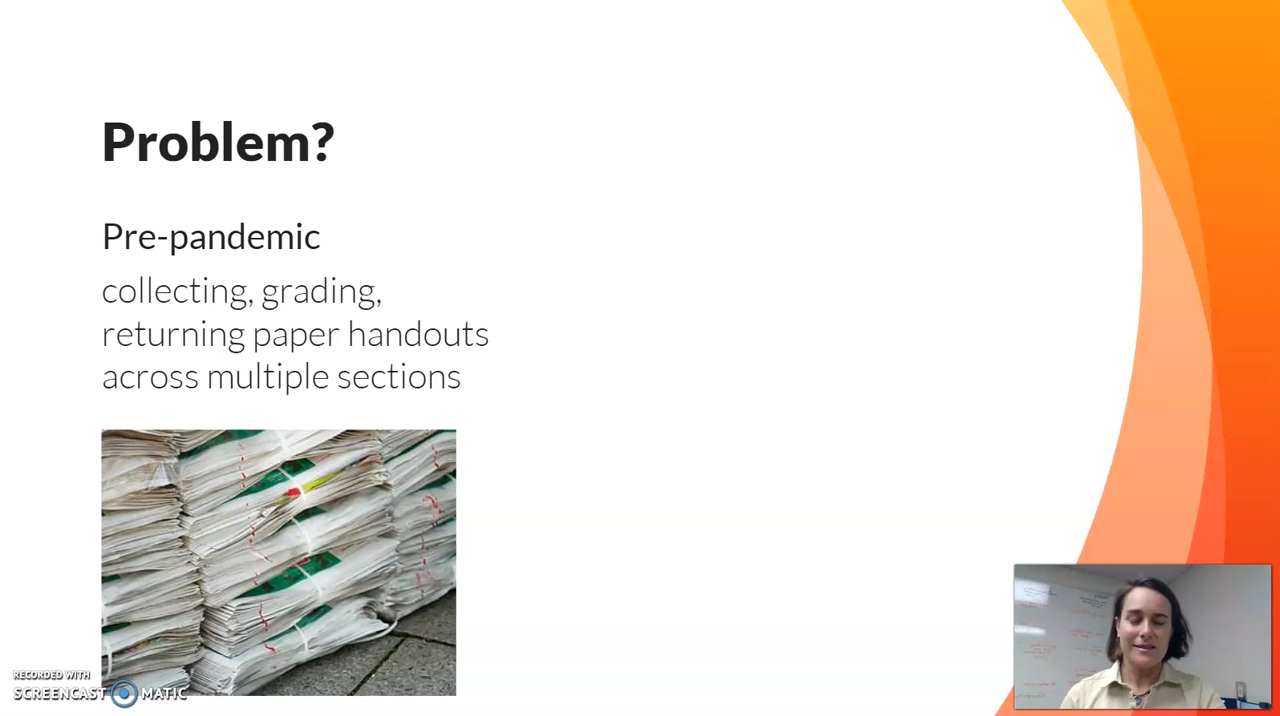 Problem?
Pre-pandemic
collecting, grading,
returning paper handouts
across multiple sections
RECORDED WITH
SCREENCAST MATIC